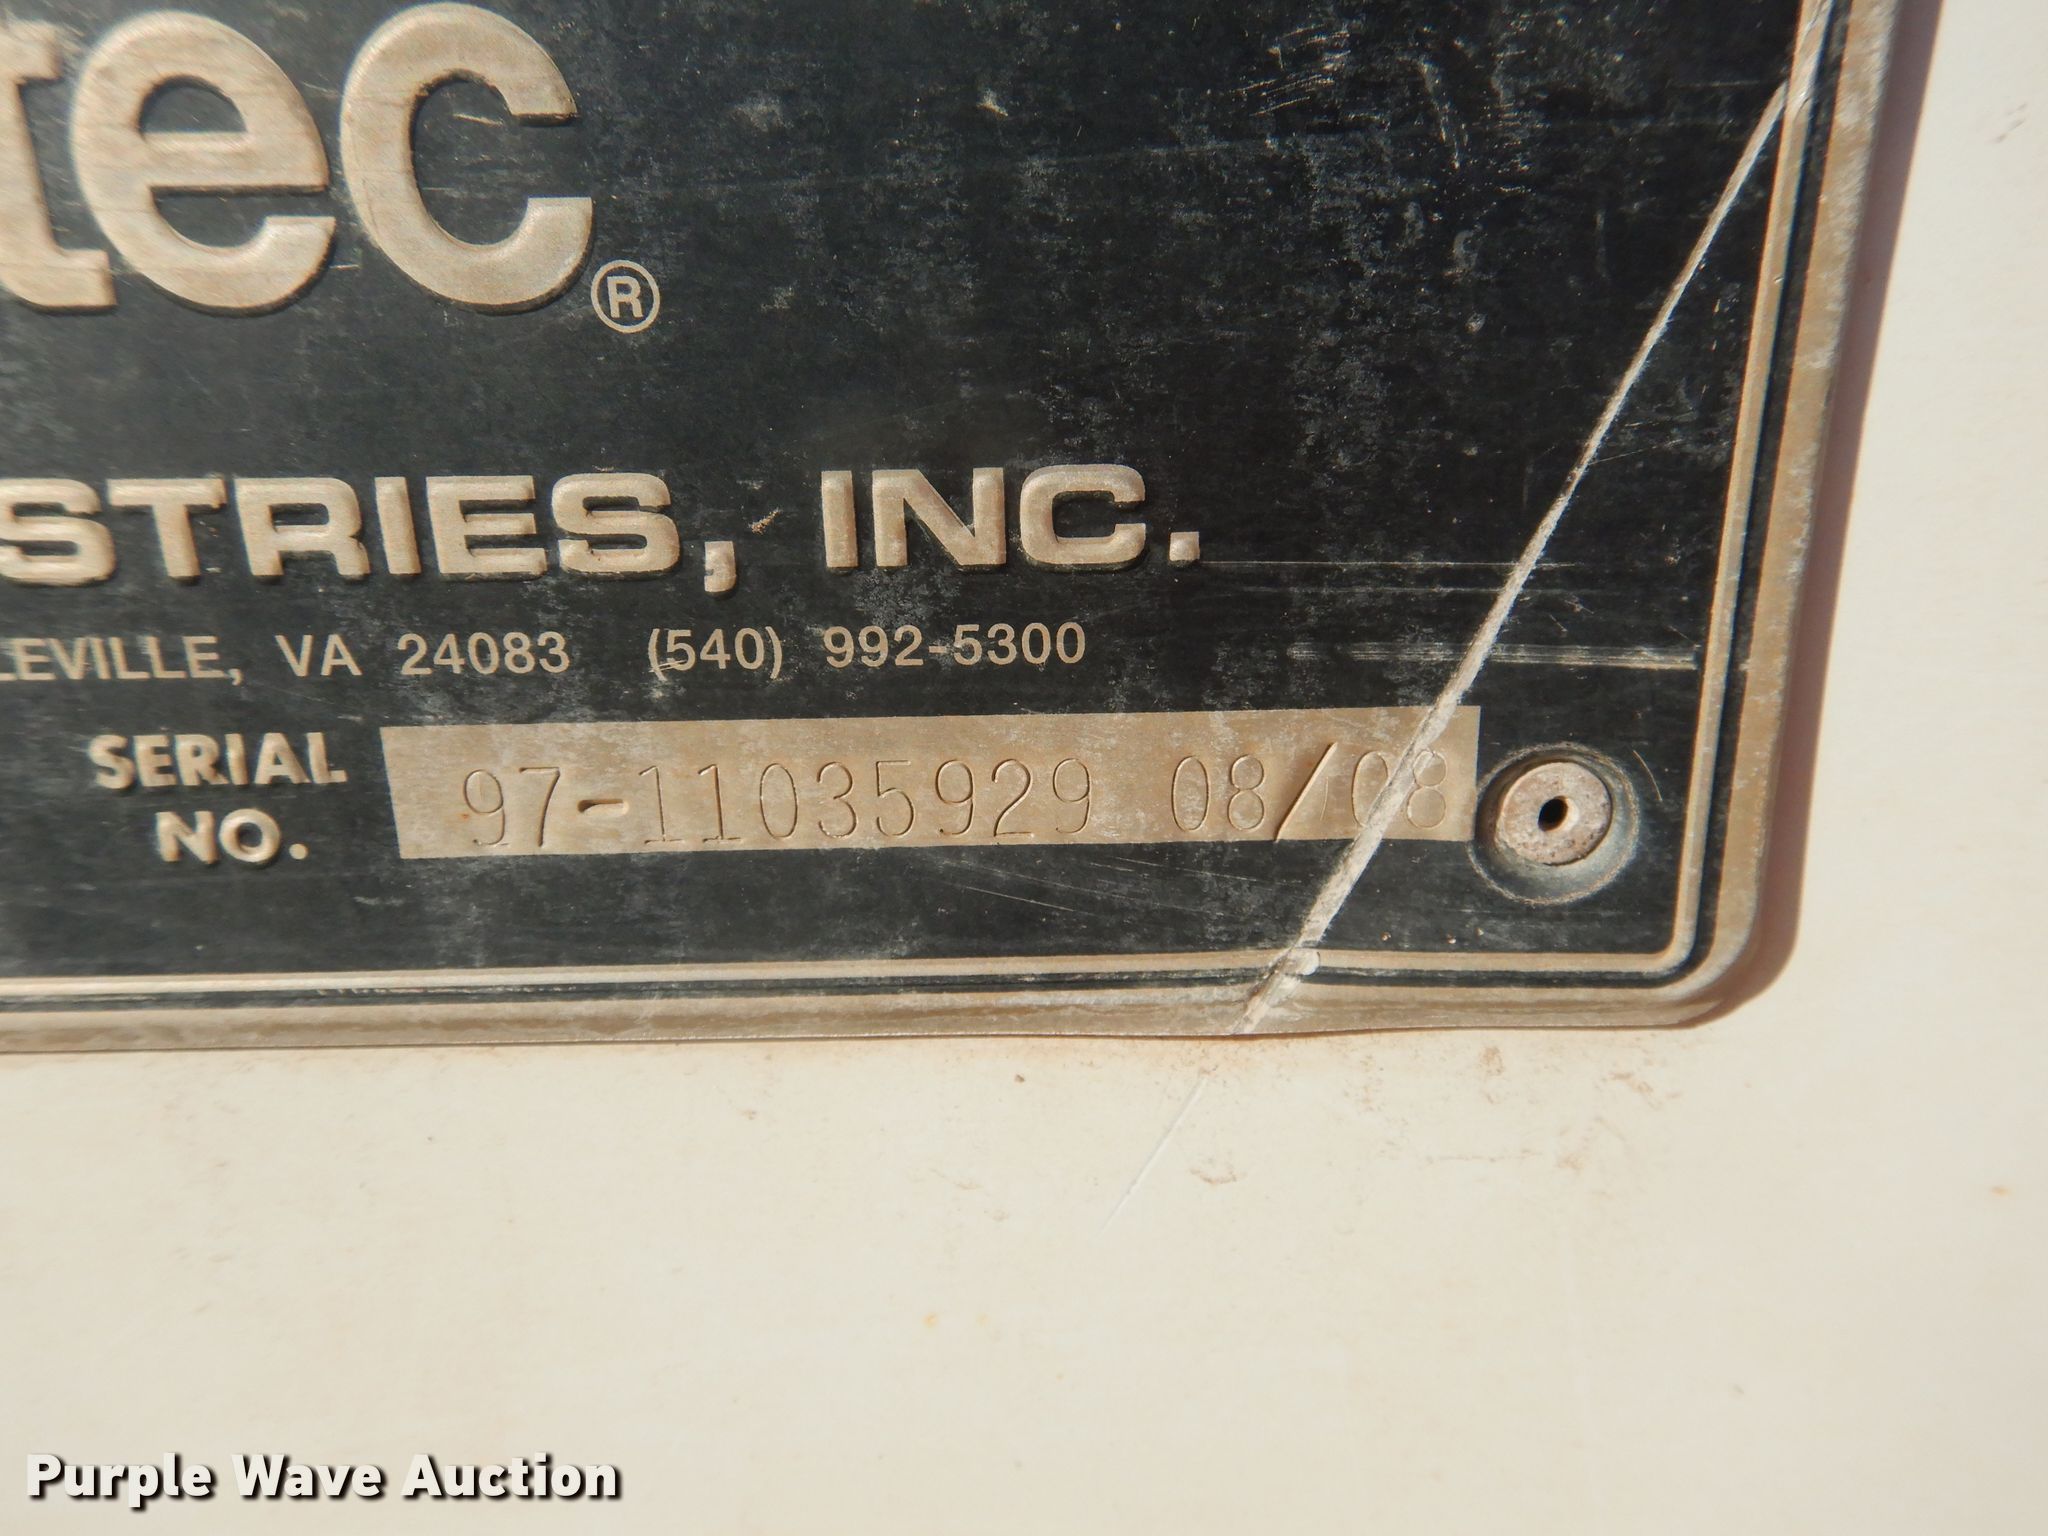 tec®
STRIES, INC.
LEVILLE, VA 24083 (540) 992-5300
SERIAL NO. 97-11035929 08/08
Purple Wave Auction